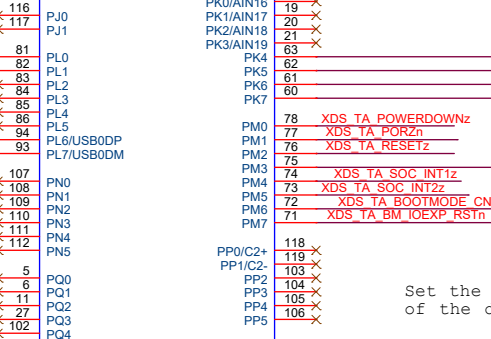 PK0/AIN16
116 PJ0 PK1/AIN17 19
117 PJ1 PK2/AIN18 20
PK3/AIN19 21
81 PL0 PK4 63
82 PL1 PK5 62
83 PL2 PK6 61
84 PL3 PK7 60
85 PL4
86 PL5 PM0 78 XDS_TA_POWERDOWNz
94 PL6/USB0DP PM1 77 XDS_TA_PORZn
93 PL7/USB0DM PM2 76 XDS_TA_RESETz
PM3 75
107 PN0 PM4 74 XDS_TA_SOC_INT1z
108 PN1 PM5 73 XDS_TA_SOC_INT2z
109 PN2 PM6 72 XDS_TA_BOOTMODE_CN
110 PN3 PM7 71 XDS_TA_BM_IOEXP_RSTn
111 PN4
112 PN5 PP0/C2+ 118
PP1/C2- 119
5 PQ0 PP2 103
6 PQ1 PP3 104
11 PQ2 PP4 105
27 PQ3 PP5 106
102 PQ4
Set the
of the